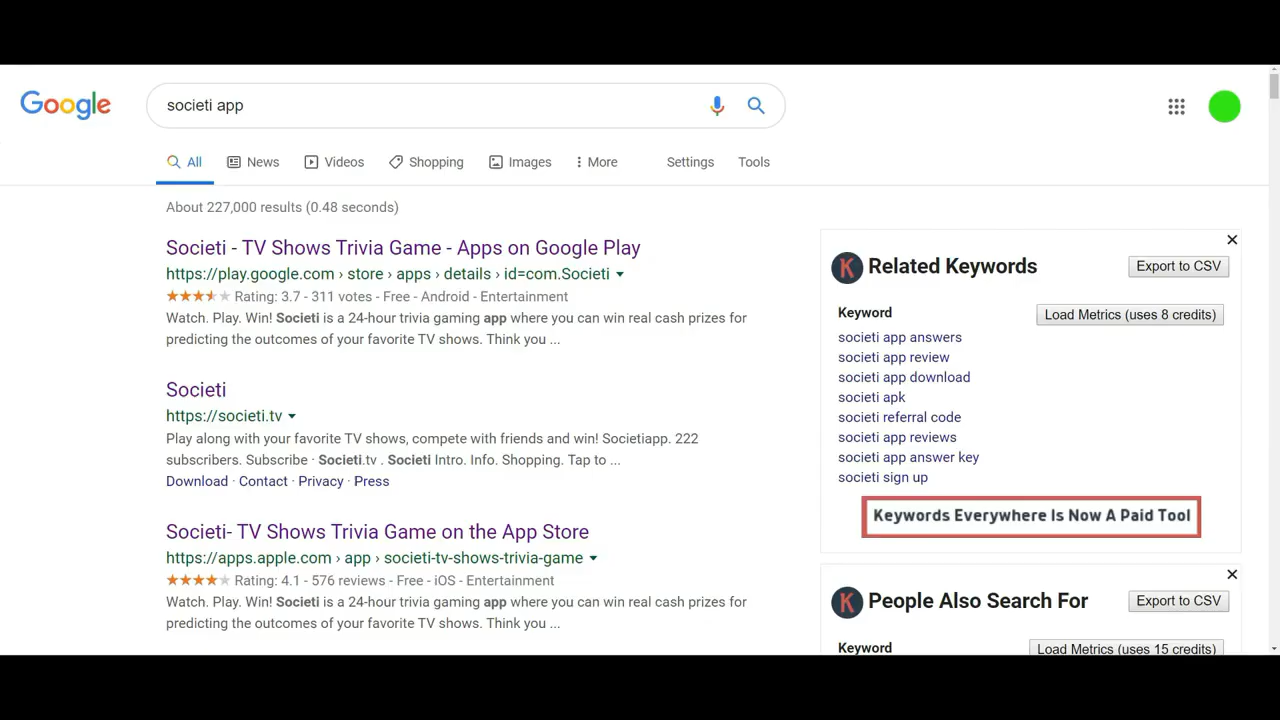 Google
societi app
All
News
Videos
Shopping
Images
More
Settings
Tools
About 227,000 results (0.48 seconds)
Societi - TV Shows Trivia Game - Apps on Google Play
https://play.google.com › store › apps › details › id=com.Societi
Rating: 3.7 - 311 votes - Free - Android - Entertainment
Watch. Play. Win! Societi is a 24-hour trivia gaming app where you can win real cash prizes for
predicting the outcomes of your favorite TV shows. Think you ...
Societi
https://societi.tv
Play along with your favorite TV shows, compete with friends and win! Societiapp. 222
subscribers. Subscribe · Societi.tv . Societi Intro. Info. Shopping. Tap to ...
Download · Contact · Privacy · Press
Societi- TV Shows Trivia Game on the App Store
https://apps.apple.com › app › societi-tv-shows-trivia-game
Rating: 4.1 - 576 reviews - Free - iOS - Entertainment
Watch. Play. Win! Societi is a 24-hour trivia gaming app where you can win real cash prizes for
predicting the outcomes of your favorite TV shows. Think you ...
K
Related Keywords
Export to CSV
Keyword
Load Metrics (uses 8 credits)
societi app answers
societi app review
societi app download
societi apk
societi referral code
societi app reviews
societi app answer key
societi sign up
Keywords Everywhere Is Now A Paid Tool
K
People Also Search For
Export to CSV
Keyword
Load Metrics (uses 15 credits)